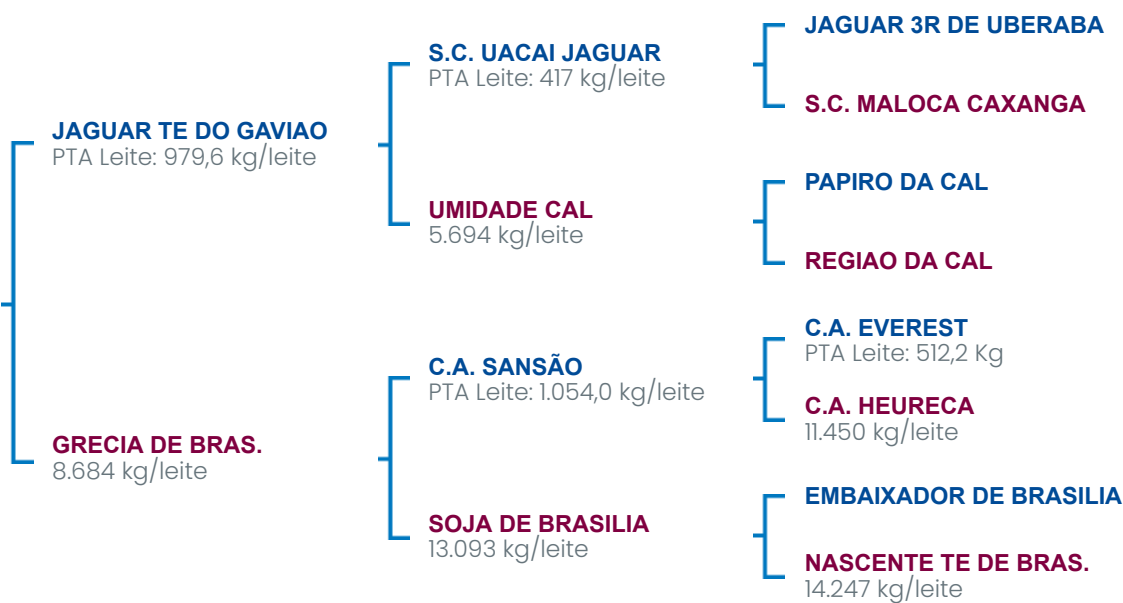 JAGUAR TE DO GAVIAO
PTA Leite: 979,6 kg/leite
GRECIA DE BRAS.
8.684 kg/leite
S.C. UACAI JAGUAR
PTA Leite: 417 kg/leite
UMIDADE CAL
5.694 kg/leite
C.A. SANSÃO
PTA Leite: 1.054,0 kg/leite
SOJA DE BRASILIA
13.093 kg/leite
JAGUAR 3R DE UBERABA
S.C. MALOCA CAXANGA
PAPIRO DA CAL
REGIAO DA CAL
C.A. EVEREST
PTA Leite: 512,2 Kg
C.A. HEURECA
11.450 kg/leite
EMBAIXADOR DE BRASILIA
NASCENTE TE DE BRAS.
14.247 kg/leite